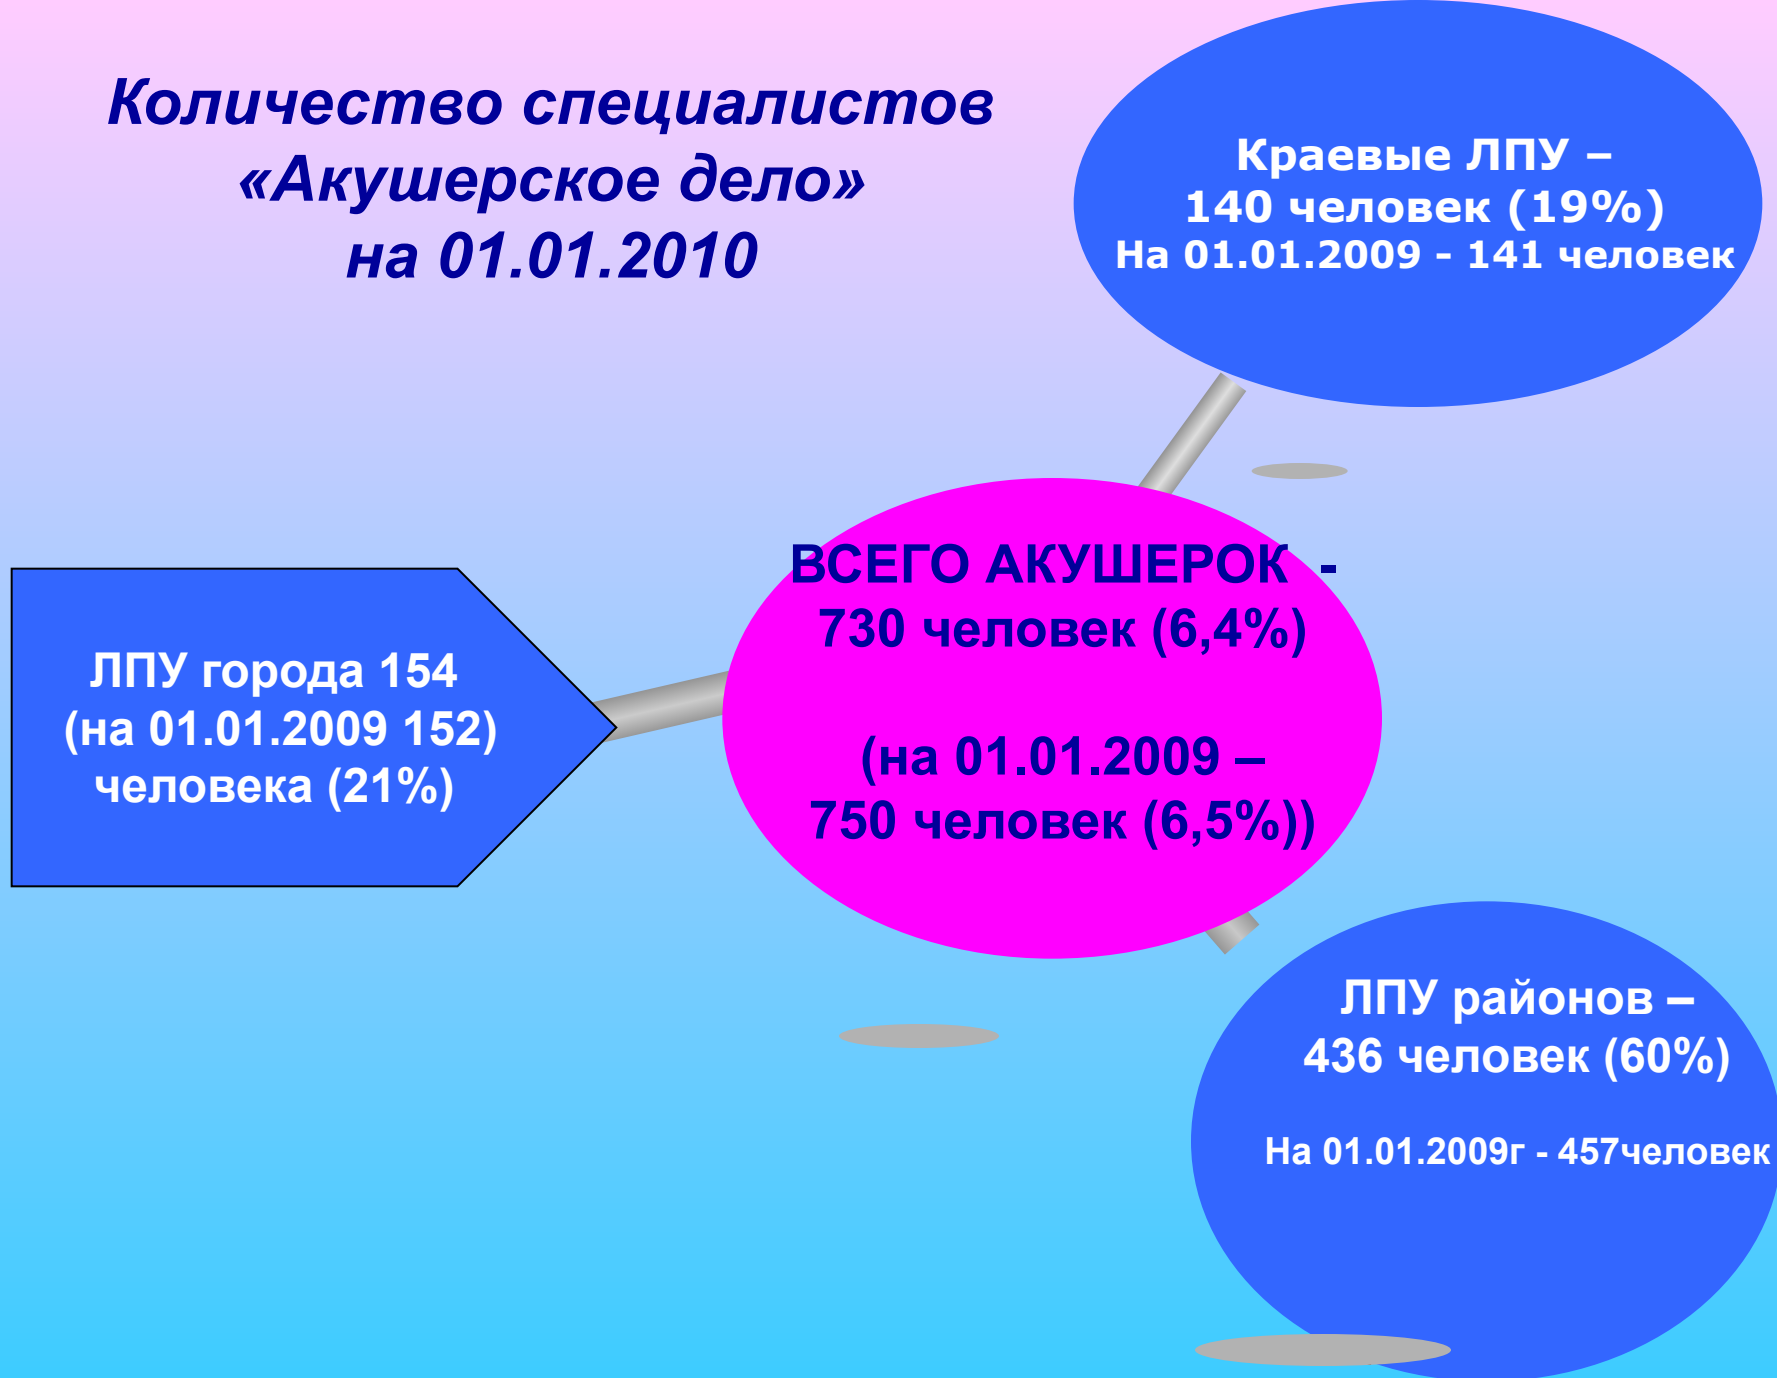 Количество специалистов
«Акушерское дело»
на 01.01.2010
Краевые ЛПУ –
140 человек (19%)
На 01.01.2009 - 141 человек
ВСЕГО АКУШЕРОК -
730 человек (6,4%)
(на 01.01.2009 –
750 человек (6,5%))
ЛПУ города 154
(на 01.01.2009 152)
человека (21%)
ЛПУ районов –
436 человек (60%)
На 01.01.2009г - 457человек